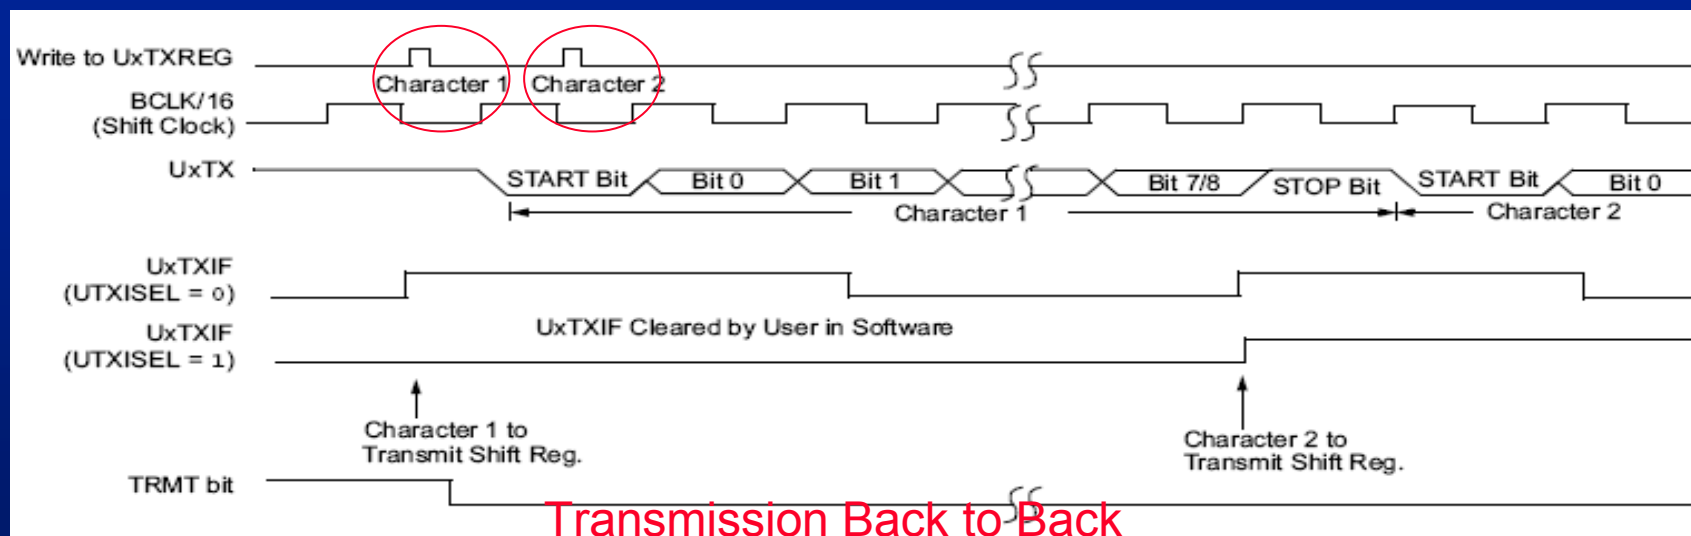 Write to UxTXREG
Character 1 Character 2
BCLK/16
(Shift Clock)
UxTX
START Bit Bit 0 Bit 1 Bit 7/8 STOP Bit START Bit Bit 0
Character 1 Character 2
UxTXIF
(UTXISEL = 0)
UxTXIF Cleared by User in Software
UxTXIF
(UTXISEL = 1)
Character 1 to
Transmit Shift Reg.
Character 2 to
Transmit Shift Reg.
TRMT bit
Transmission Back to Back